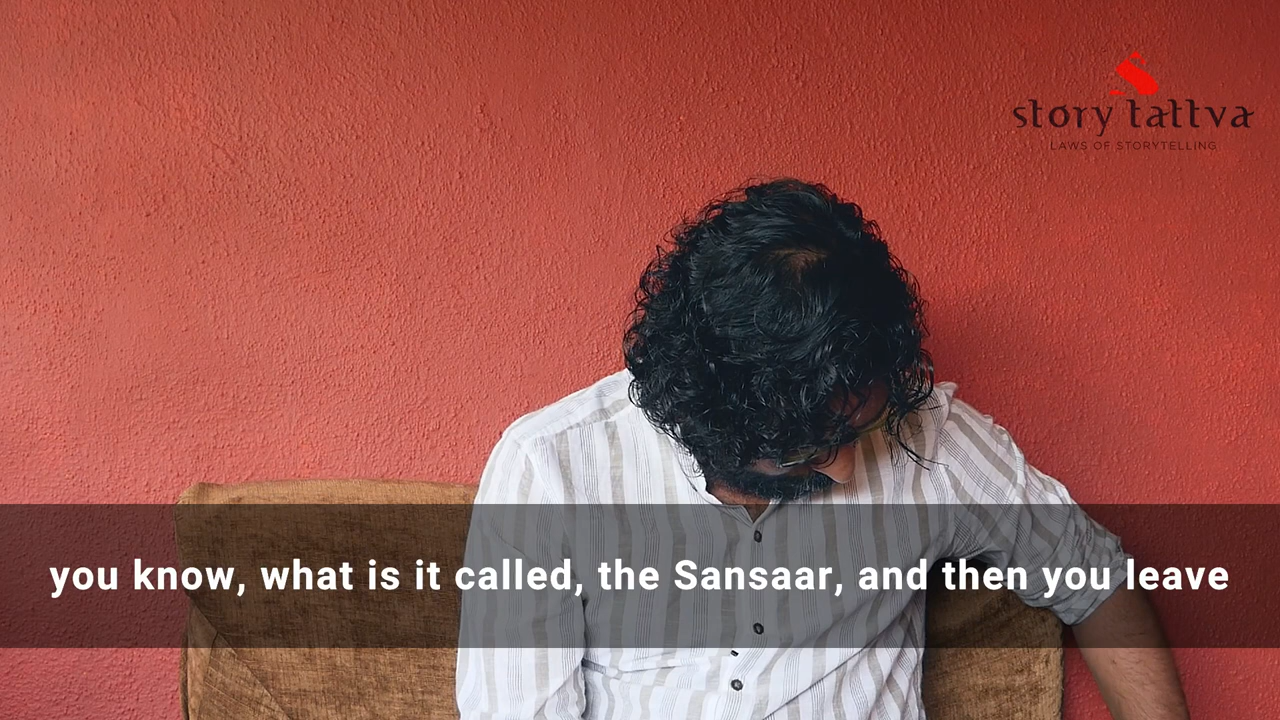 story tattva
LAWS OF STORYTELLING
you know, what is it called, the Sansaar, and then you leave